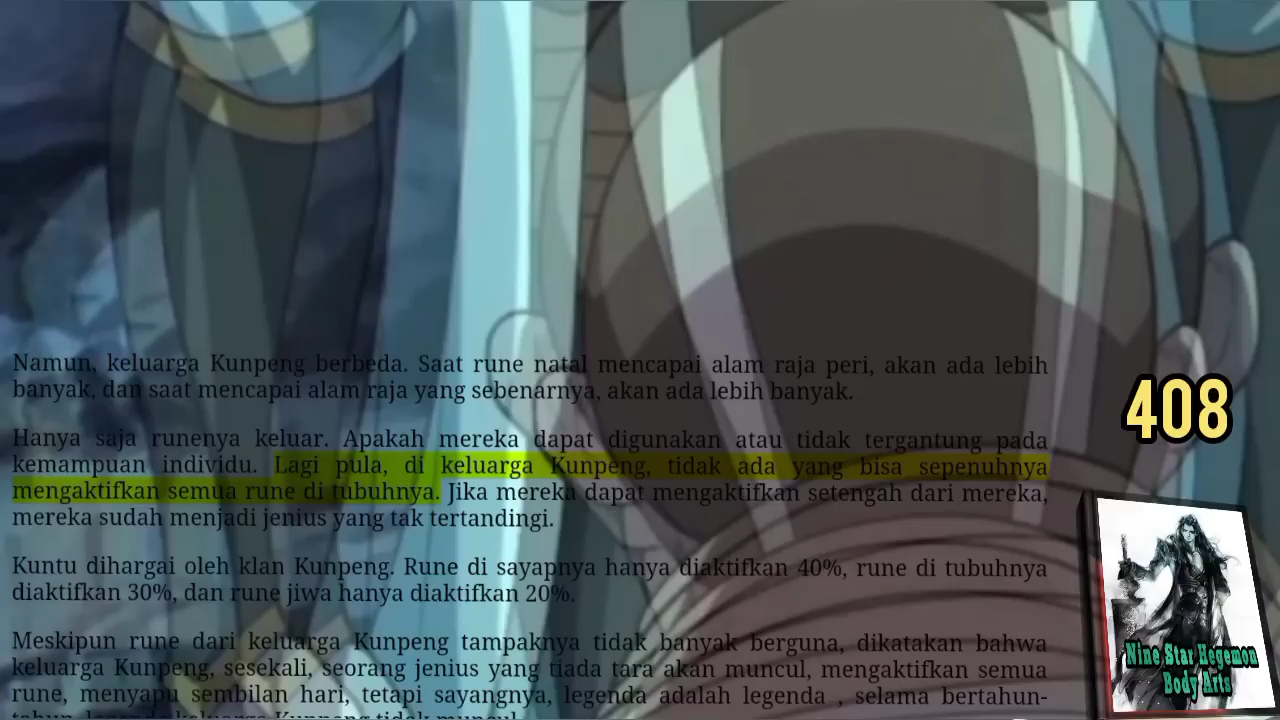 Namun, keluarga Kunpeng berbeda. Saat rune natal mencapai alam raja peri, akan ada lebih
banyak, dan saat mencapai alam raja yang sebenarnya, akan ada lebih banyak.
Hanya saja runenya keluar. Apakah mereka dapat digunakan atau tidak tergantung pada
kemampuan individu. Lagi pula, di keluarga Kunpeng, tidak ada yang bisa sepenuhnya
mengaktifkan semua rune di tubuhnya. Jika mereka dapat mengaktifkan setengah dari mereka,
mereka sudah menjadi jenius yang tak tertandingi.
Kuntu dihargai oleh klan Kunpeng. Rune di sayapnya hanya diaktifkan 40%, rune di tubuhnya
diaktifkan 30%, dan rune jiwa hanya diaktifkan 20%.
Meskipun rune dari keluarga Kunpeng tampaknya tidak banyak berguna, dikatakan bahwa
keluarga Kunpeng, sesekali, seorang jenius yang tiada tara akan muncul, mengaktifkan semua
rune, menyapu sembilan hari, tetapi sayangnya, legenda adalah legenda , selama bertahun-
408
Nine Star Hegemon
Body Arts